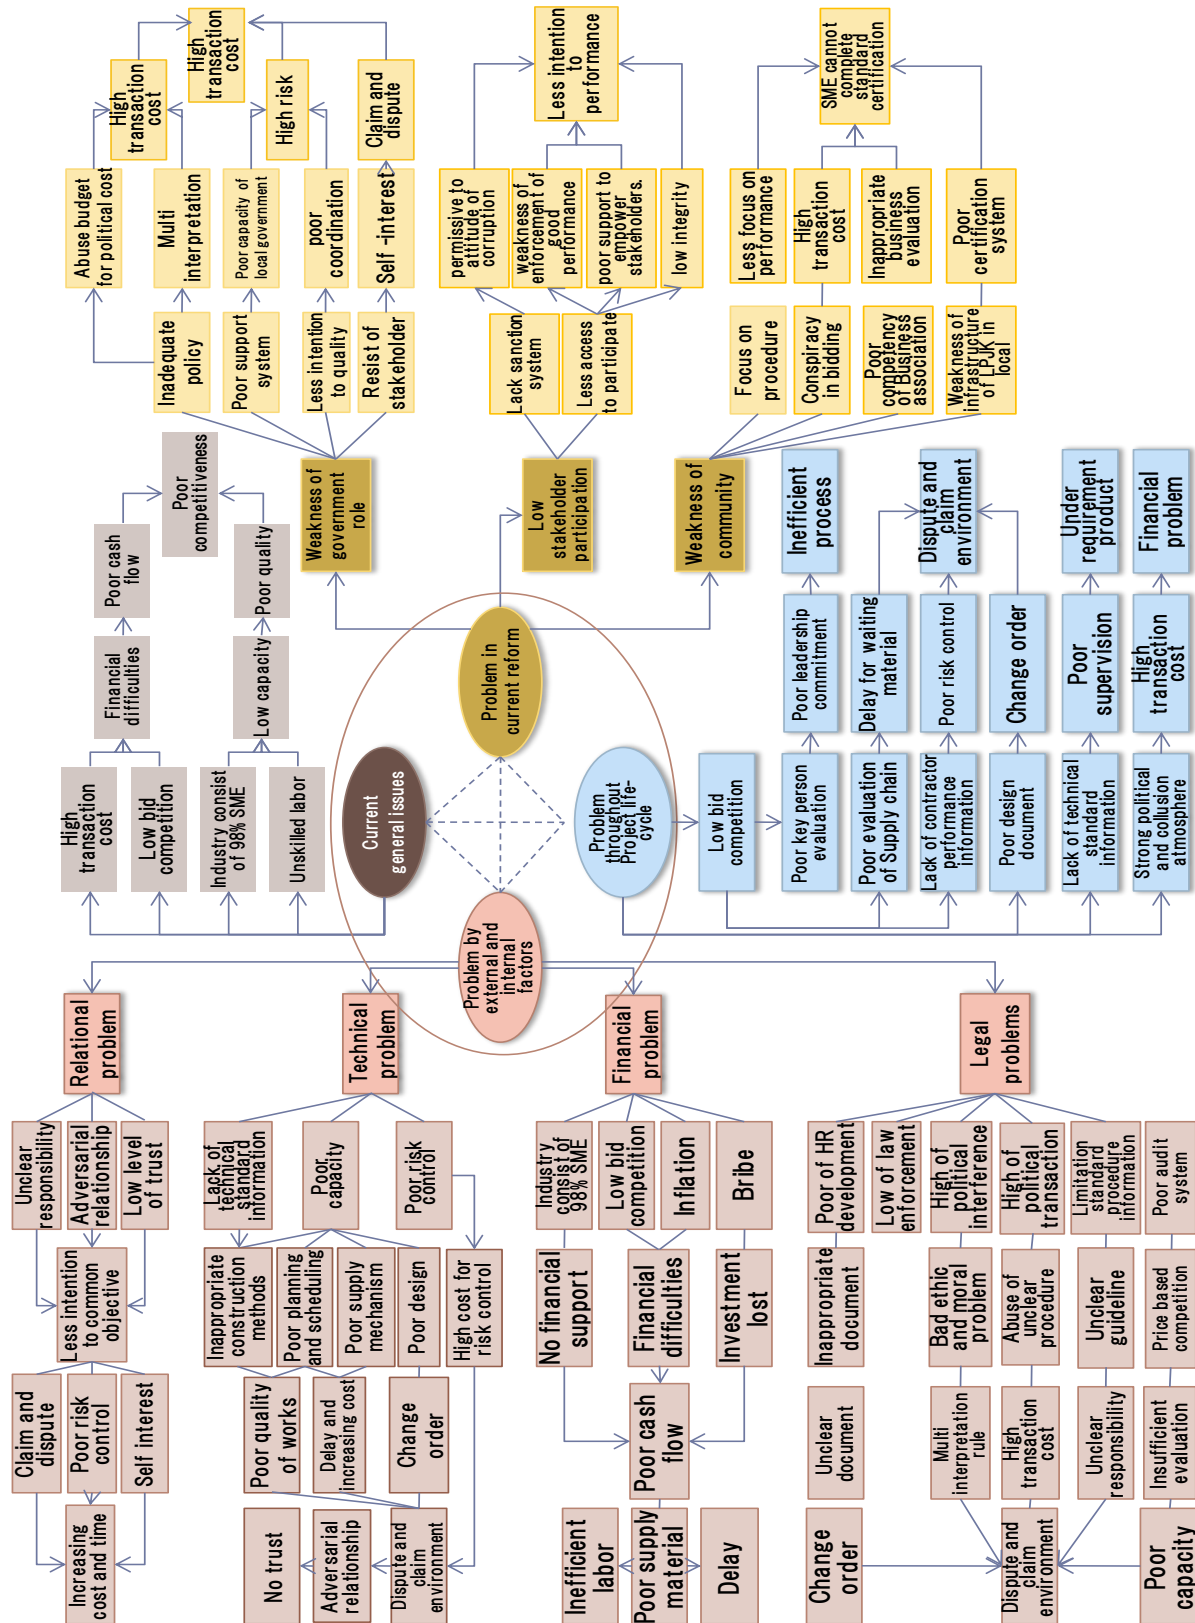 Change
order
Dispute and
claim
environment
Poor
capacity
Unclear
document
Multi
interpretation
rule
High
transaction
cost
Unclear
responsibility
Insufficient
evaluation
Inappropriate
document
Bad ethic
and moral
problem
Abuse of
unclear
procedure
Unclear
guideline
Price based
competition
Poor of HR
development
Low of law
enforcement
High of
political
interference
High of
political
transaction
Limitation
standard
procedure
information
Poor audit
system
Legal
problems
Inefficient
labor
Poor supply
material
Delay
Poor cash
flow
No financial
support
Financial
difficulties
Investment
lost
Industry
consist of
98% SME
Low bid
competition
Inflation
Bribe
Financial
problem
No trust
Adversarial
relationship
Dispute and
claim
environment
Poor quality
of works
Delay and
increasing cost
Change
order
Inappropriate
construction
methods
Poor planning
and scheduling
Poor supply
mechanism
Poor design
High cost for
risk control
Lack of
technical
standard
information
Poor
capacity
Poor risk
control
Technical
problem
Increasing
cost and time
Claim and
dispute
Poor risk
control
Self interest
Less intention
to common
objective
Unclear
responsibility
Adversarial
relationship
Low level
of trust
Relational
problem
Problem by
external and
internal
factors
Current
general issues
Problem
throughout
Project life-
cycle
Problem in
current reform
High
transaction
cost
Low bid
competition
Industry consist
of 98% SME
Unskilled labor
Financial
difficulties
Low capacity
Poor cash
flow
Poor quality
Poor
competitiveness
Low bid
competition
Poor key person
evaluation
Poor evaluation
of Supply chain
Lack of contractor
performance
information
Poor design
document
Lack of technical
standard
information
Strong political
and collusion
atmosphere
Poor leadership
commitment
Delay for waiting
material
Poor risk control
Change order
Poor
supervision
High
transaction
cost
Inefficient
process
Dispute and
claim
environment
Under
requirement
product
Financial
problem
Weakness of
government
role
Low
stakeholder
participation
Weakness of
community
Inadequate
policy
Poor support
system
Less intention
to quality
Resist of
stakeholder
Abuse budget
for political cost
Multi
interpretation
Poor capacity of
local government
poor
coordination
Self -interest
High
transaction
cost
High risk
Claim and
dispute
High
transaction
cost
Lack sanction
system
Less access
to participate
permissive to
attitude of
corruption
weakness of
enforcement of
good
performance
poor support to
empower
stakeholders.
low integrity
Less intention
to
performance
Focus on
procedure
Conspiracy
in bidding
Poor
competency
of Business
association
Weakness of
infrastructure
of LPJK in
local
Less focus on
performance
High
transaction
cost
Inappropriate
business
evaluation
Poor
certification
system
SME cannot
complete
standard
certification